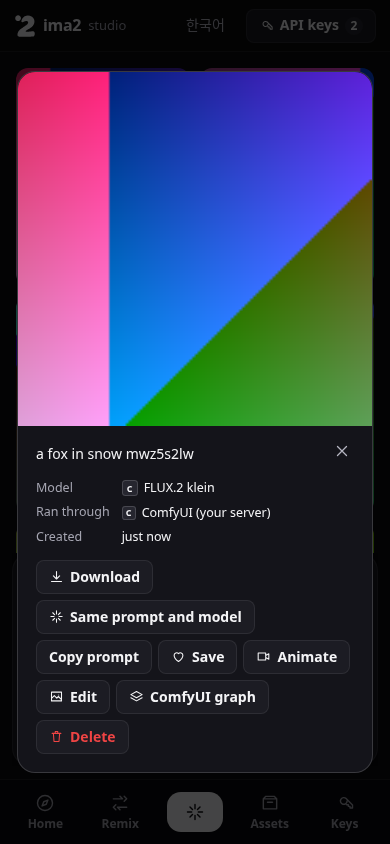 ima2 studio 한국어 API keys 2
a fox in snow mwz5s2lw
Model c FLUX.2 klein
Ran through c ComfyUI (your server)
Created just now
Download
Same prompt and model
Copy prompt Save Animate
Edit ComfyUI graph
Delete
Home Remix Assets Keys